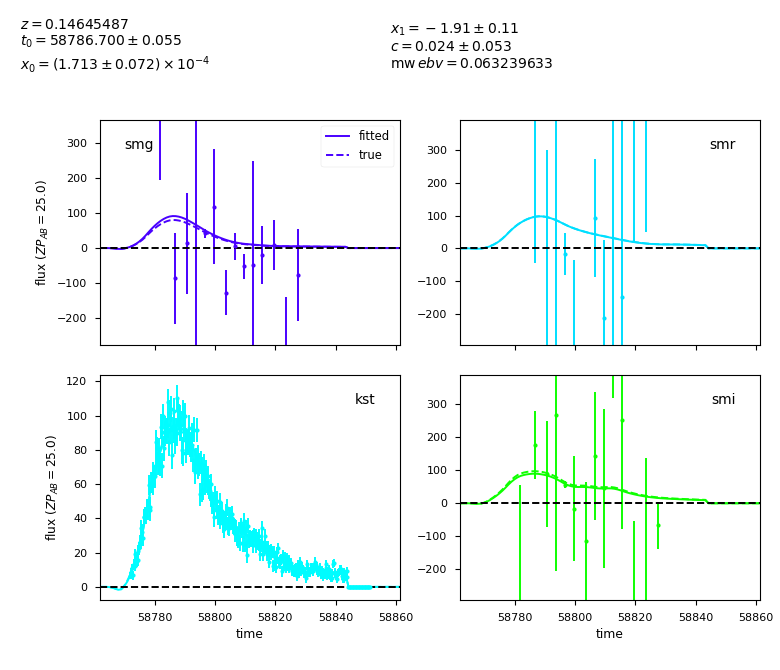 z = 0.14645487
t₀ = 58786.700 ± 0.055
x₀ = (1.713 ± 0.072) × 10⁻⁴
x₁ = −1.91 ± 0.11
c = 0.024 ± 0.053
mw ebv = 0.063239633
smg
fitted
true
300
200
100
0
−100
−200
flux (ZP_AB = 25.0)
smr
300
200
100
0
−100
−200
kst
120
100
80
60
40
20
0
flux (ZP_AB = 25.0)
58780 58800 58820 58840 58860
time
smi
300
200
100
0
−100
−200
58780 58800 58820 58840 58860
time